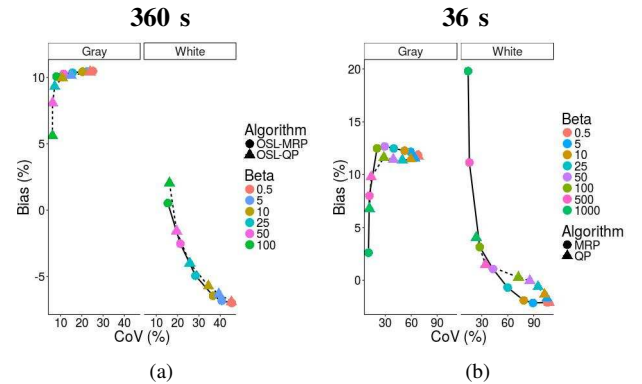 360 s
36 s
Gray
White
Gray
White
10
5
0
-5
Bias (%)
10 20 30 40
10 20 30 40
CoV (%)
Algorithm
OSL-MRP
OSL-QP
Beta
0.5
5
10
25
50
100
(a)
20
15
10
5
0
Bias (%)
30 60 90
30 60 90
CoV (%)
Beta
0.5
5
10
25
50
100
500
1000
Algorithm
MRP
QP
(b)